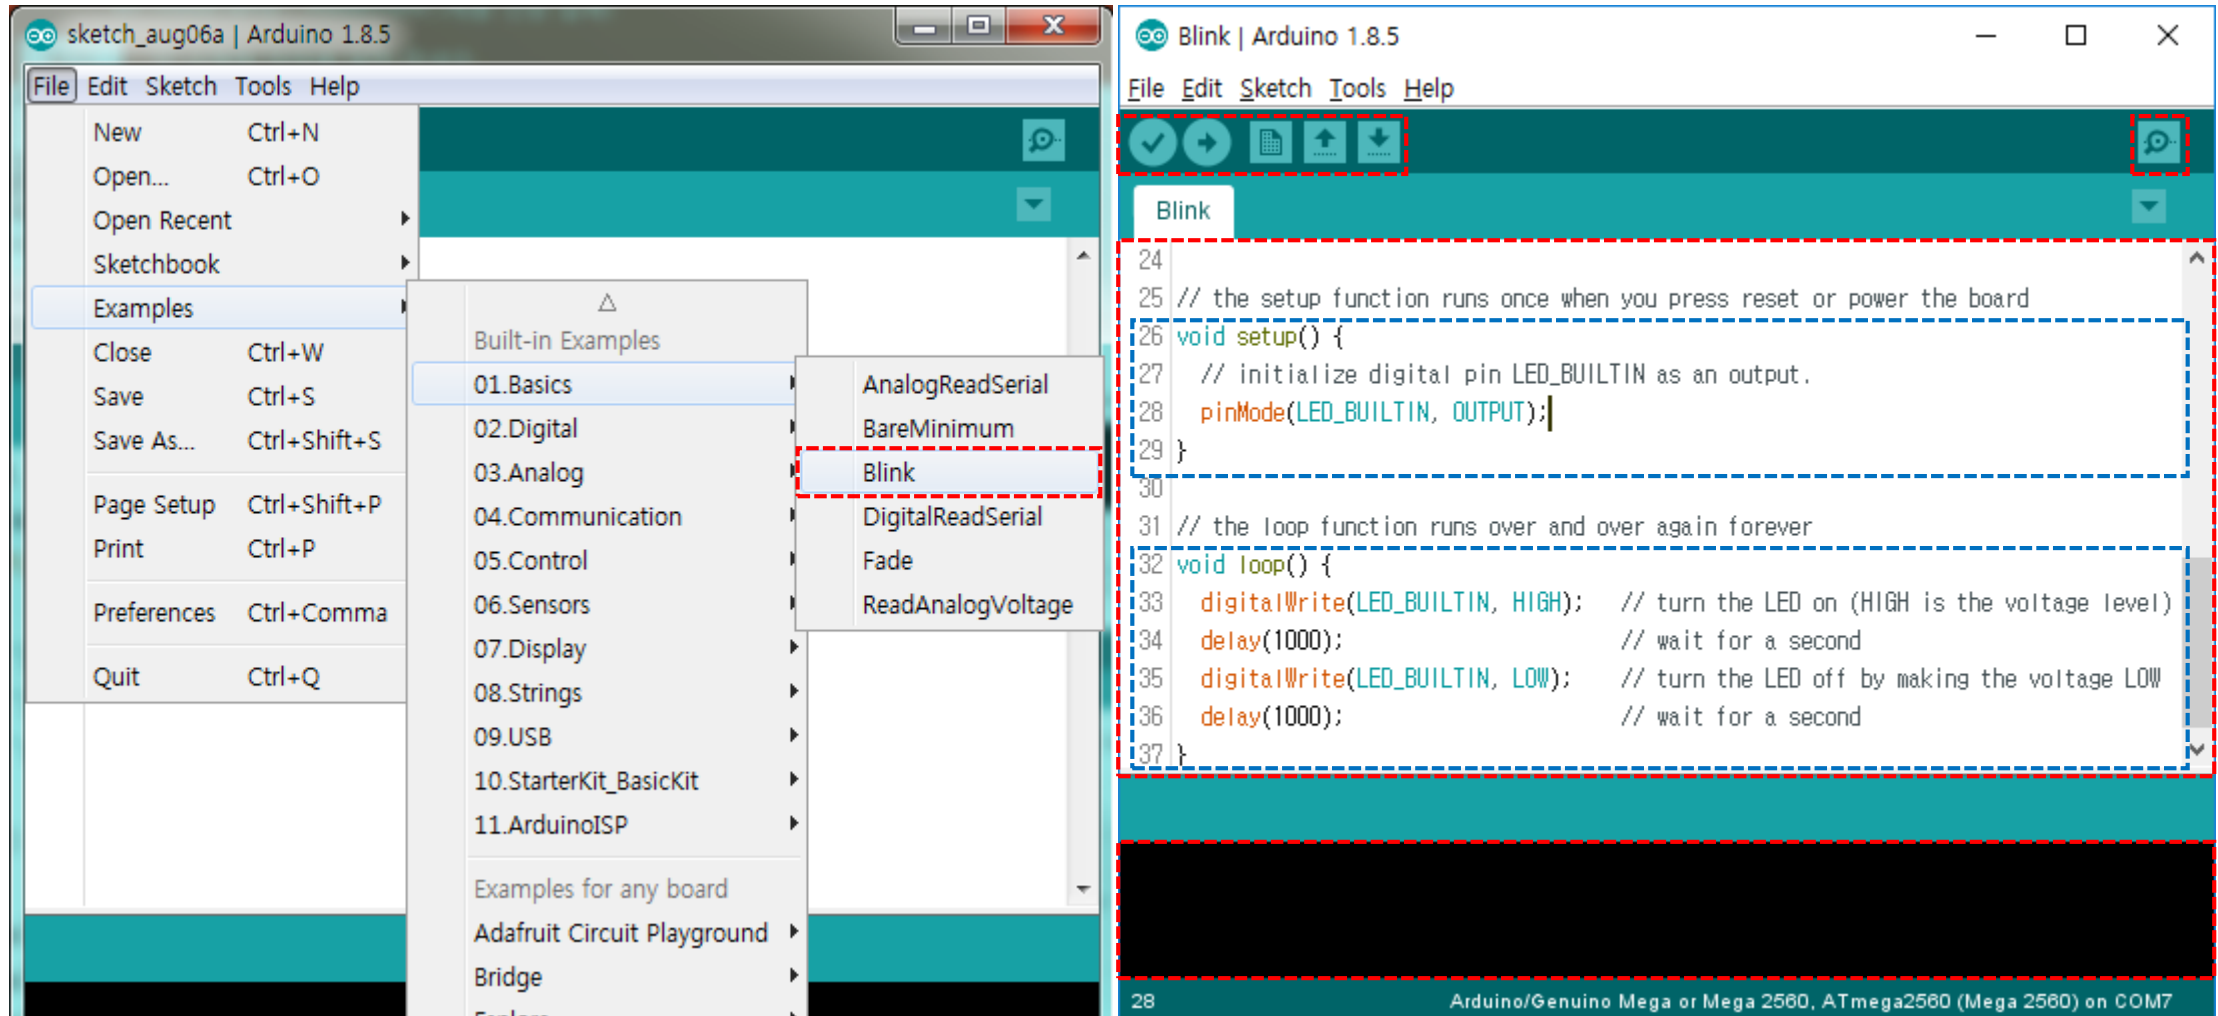 sketch_aug06a | Arduino 1.8.5
File Edit Sketch Tools Help
New Ctrl+N
Open... Ctrl+O
Open Recent
Sketchbook
Examples
Close Ctrl+W
Save Ctrl+S
Save As... Ctrl+Shift+S
Page Setup Ctrl+Shift+P
Print Ctrl+P
Preferences Ctrl+Comma
Quit Ctrl+Q
Built-in Examples
01.Basics
02.Digital
03.Analog
04.Communication
05.Control
06.Sensors
07.Display
08.Strings
09.USB
10.StarterKit_BasicKit
11.ArduinoISP
Examples for any board
Adafruit Circuit Playground
Bridge
AnalogReadSerial
BareMinimum
Blink
DigitalReadSerial
Fade
ReadAnalogVoltage
Blink | Arduino 1.8.5
File Edit Sketch Tools Help
Blink
24
25 // the setup function runs once when you press reset or power the board
26 void setup() {
27 // initialize digital pin LED_BUILTIN as an output.
28 pinMode(LED_BUILTIN, OUTPUT);
29 }
30
31 // the loop function runs over and over again forever
32 void loop() {
33 digitalWrite(LED_BUILTIN, HIGH); // turn the LED on (HIGH is the voltage level)
34 delay(1000); // wait for a second
35 digitalWrite(LED_BUILTIN, LOW); // turn the LED off by making the voltage LOW
36 delay(1000); // wait for a second
37 }
28 Arduino/Genuino Mega or Mega 2560, ATmega2560 (Mega 2560) on COM7